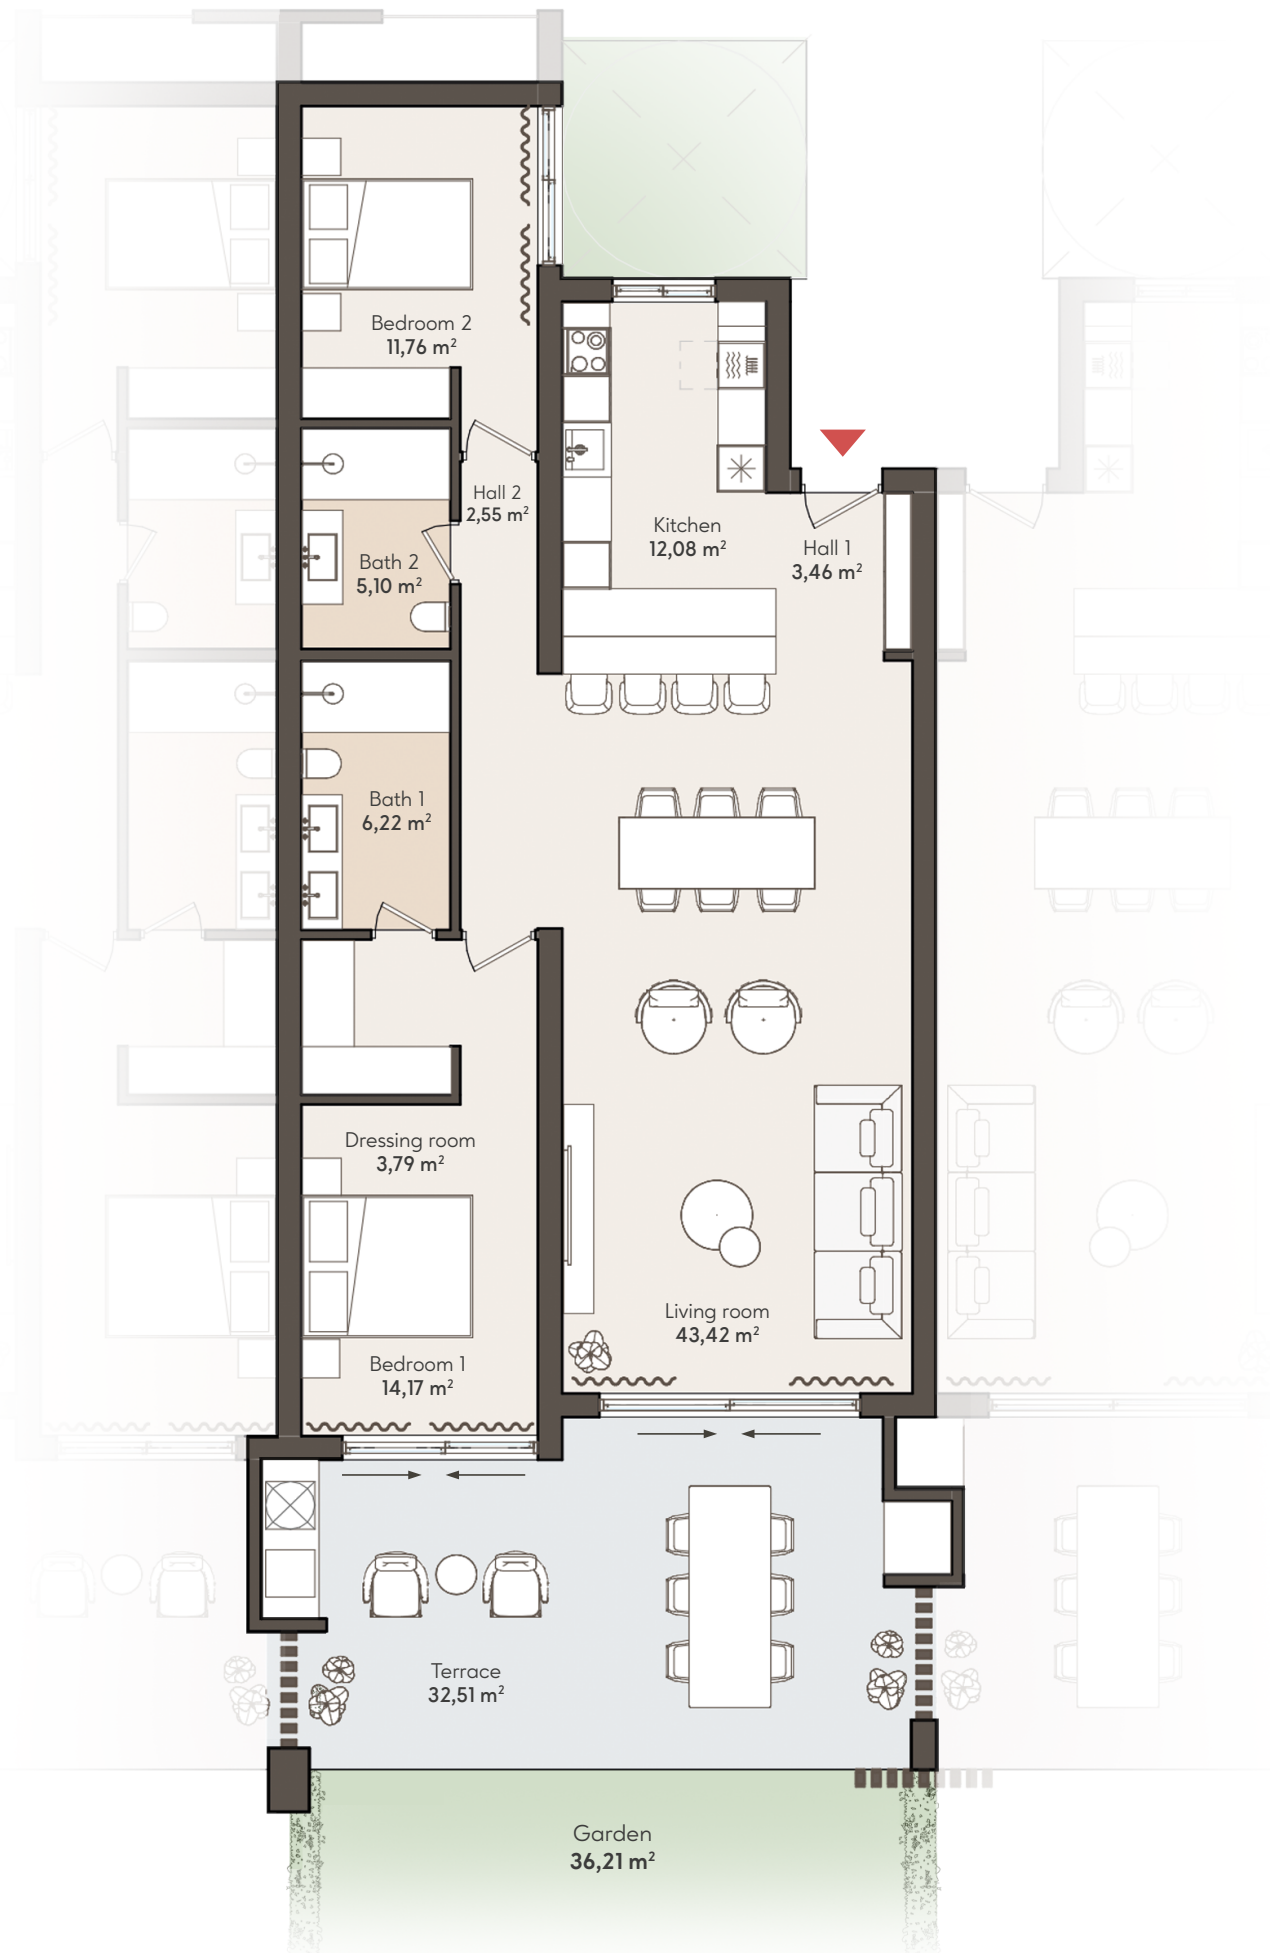 Bedroom 2
11,76 m²
Hall 2
2,55 m²
Kitchen
12,08 m²
Hall 1
3,46 m²
Bath 2
5,10 m²
Bath 1
6,22 m²
Dressing room
3,79 m²
Living room
43,42 m²
Bedroom 1
14,17 m²
Terrace
32,51 m²
Garden
36,21 m²